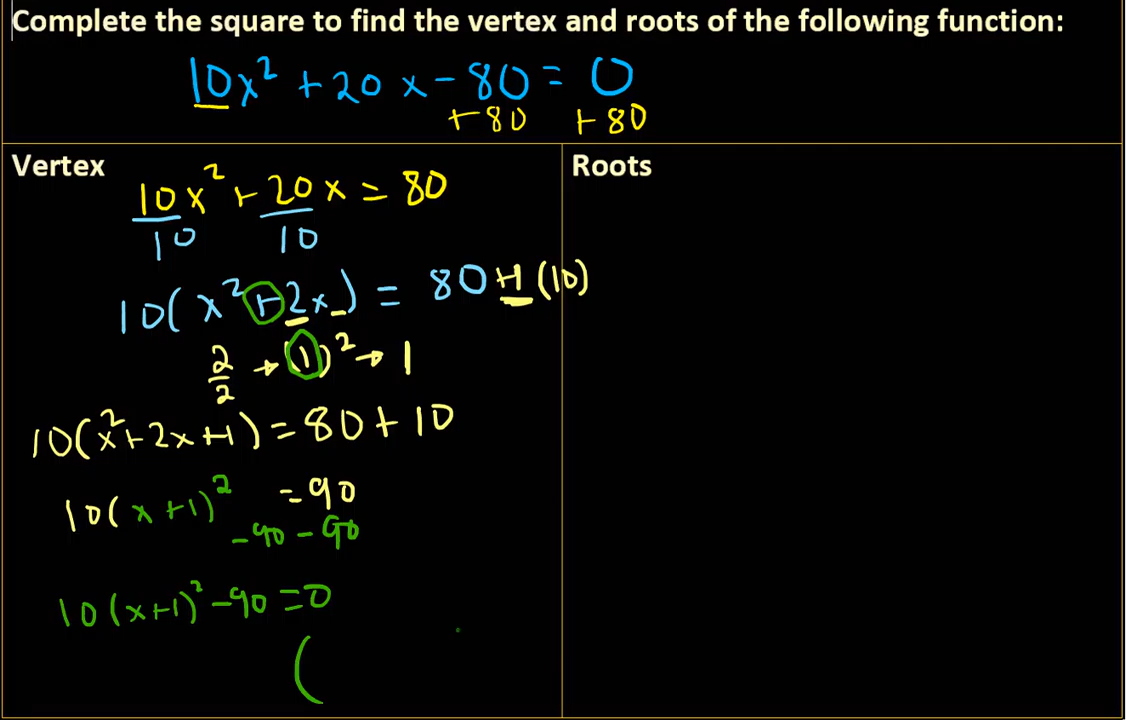 Complete the square to find the vertex and roots of the following function:
10x² + 20x - 80 = 0
+80 +80
Vertex
10x² + 20x = 80
10 10
10(x² + 2x _) = 80 +1 (10)
2/2 → (1)² → 1
10(x² + 2x + 1) = 80 + 10
10(x + 1)² = 90
-90 - 90
10(x+1)² - 90 = 0
(
Roots